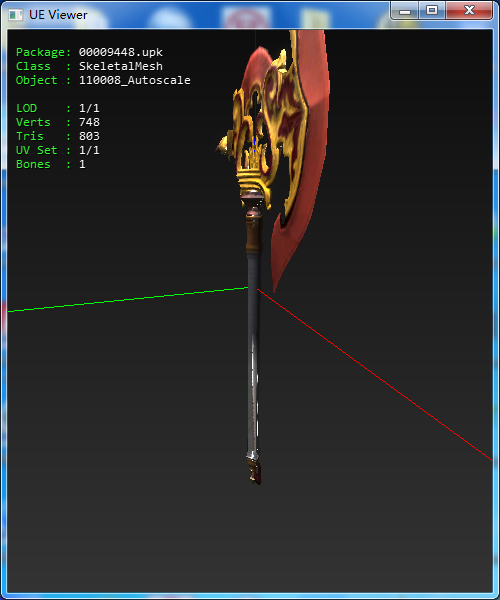 UE Viewer
Package: 00009448.upk
Class  : SkeletalMesh
Object : 110008_Autoscale
LOD    : 1/1
Verts  : 748
Tris   : 803
UV Set : 1/1
Bones  : 1